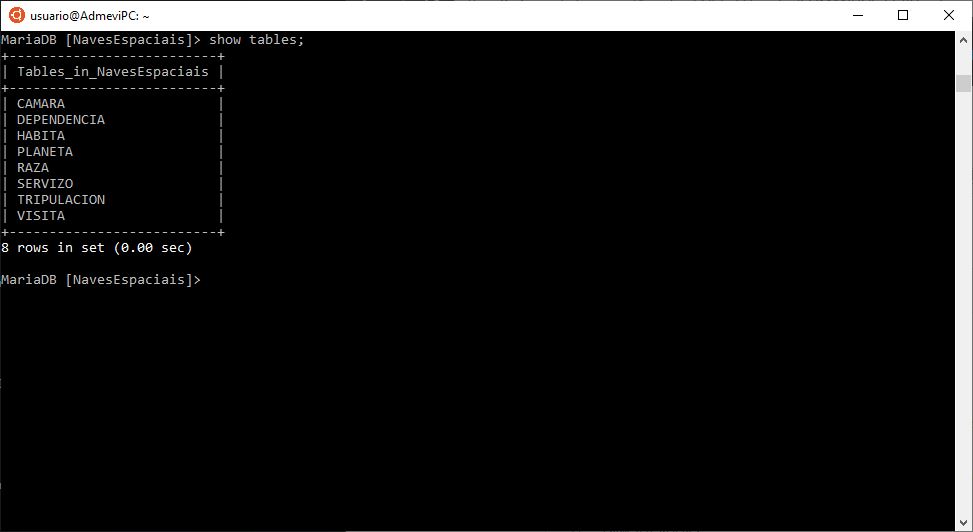 usuario@AdmeviPC: ~
MariaDB [NavesEspaciais]> show tables;
+--------------------------+
| Tables_in_NavesEspaciais |
+--------------------------+
| CAMARA                   |
| DEPENDENCIA              |
| HABITA                   |
| PLANETA                  |
| RAZA                     |
| SERVIZO                  |
| TRIPULACION              |
| VISITA                   |
+--------------------------+
8 rows in set (0.00 sec)
MariaDB [NavesEspaciais]>